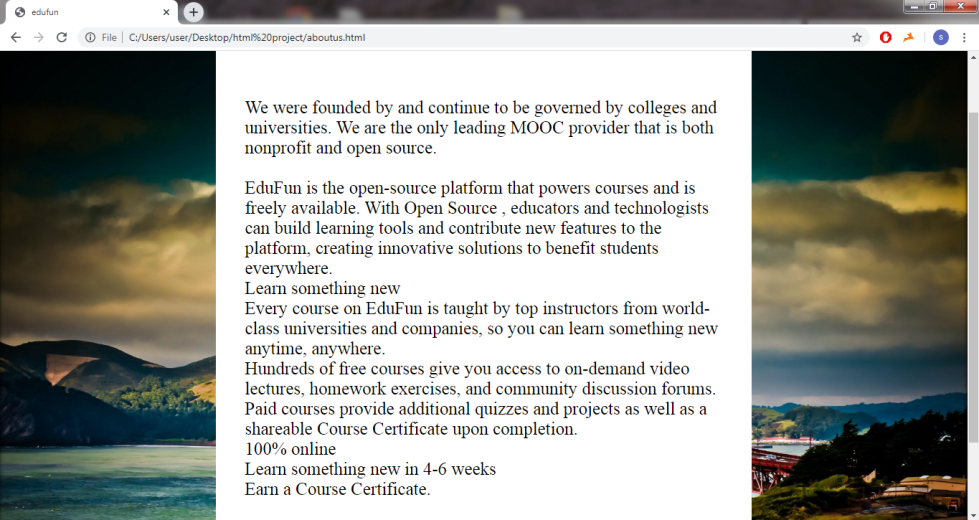 edufun
File
C:/Users/user/Desktop/html%20project/aboutus.html
S
We were founded by and continue to be governed by colleges and
universities. We are the only leading MOOC provider that is both
nonprofit and open source.
EduFun is the open-source platform that powers courses and is
freely available. With Open Source , educators and technologists
can build learning tools and contribute new features to the
platform, creating innovative solutions to benefit students
everywhere.
Learn something new
Every course on EduFun is taught by top instructors from world-
class universities and companies, so you can learn something new
anytime, anywhere.
Hundreds of free courses give you access to on-demand video
lectures, homework exercises, and community discussion forums.
Paid courses provide additional quizzes and projects as well as a
shareable Course Certificate upon completion.
100% online
Learn something new in 4-6 weeks
Earn a Course Certificate.